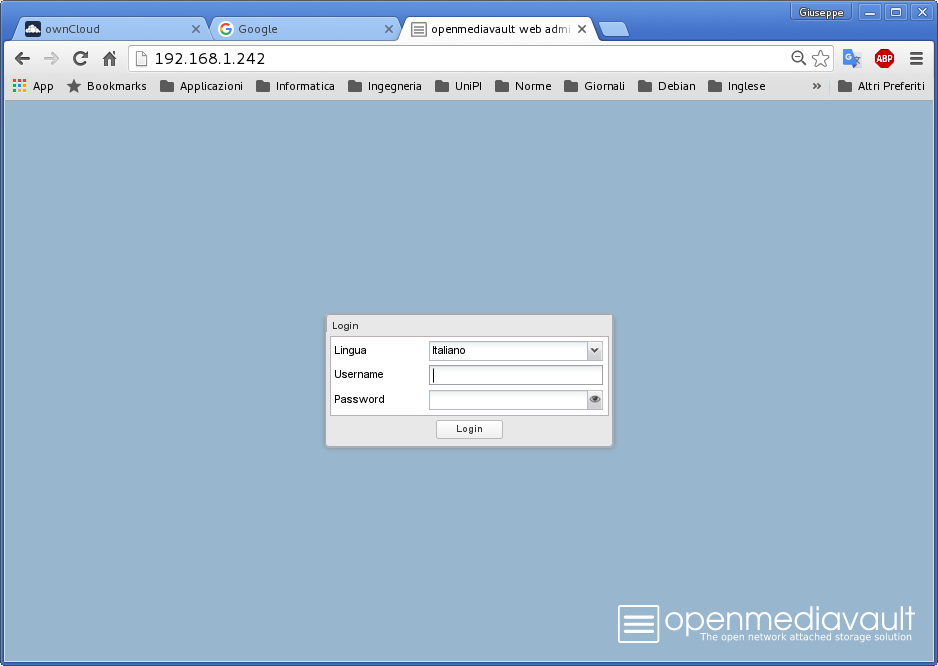 Giuseppe
ownCloud Google openmediavault web admi
192.168.1.242
App Bookmarks Applicazioni Informatica Ingegneria UniPI Norme Giornali Debian Inglese » Altri Preferiti
Login
Lingua Italiano
Username
Password
Login
openmediavault
The open network attached storage solution
ABP
G